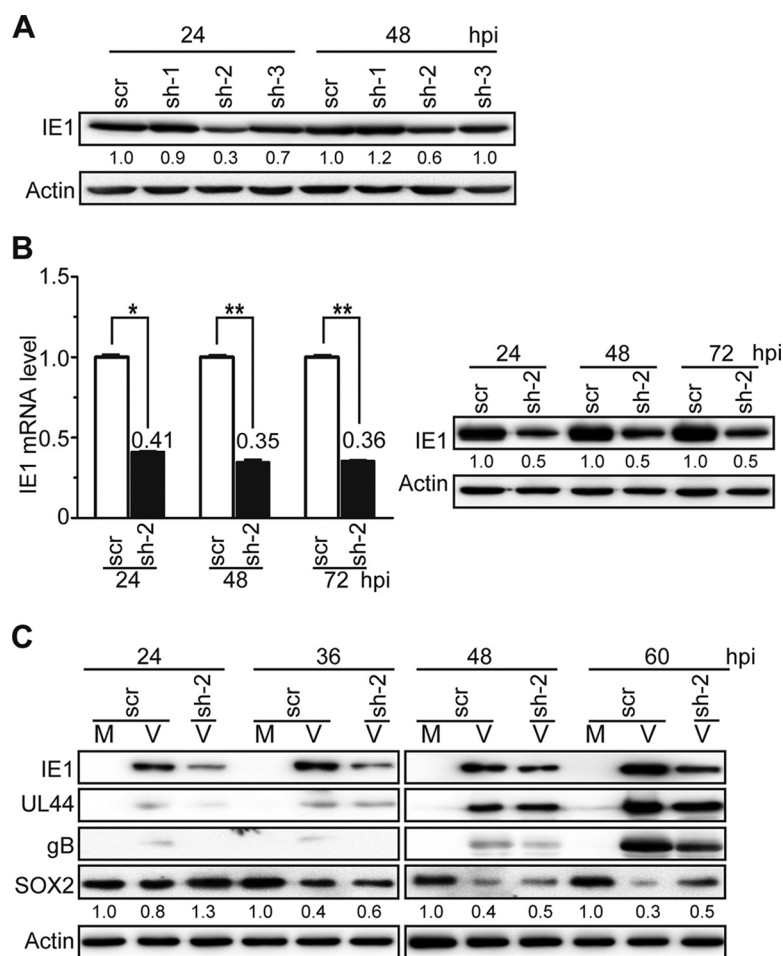 A
24 48 hpi
scr sh-1 sh-2 sh-3 scr sh-1 sh-2 sh-3
IE1
1.0 0.9 0.3 0.7 1.0 1.2 0.6 1.0
Actin
B
IE1 mRNA level
1.5
1.0
0.5
0
* ** **
0.41 0.35 0.36
scr sh-2 scr sh-2 scr sh-2
24 48 72 hpi
24 48 72 hpi
scr sh-2 scr sh-2 scr sh-2
IE1
1.0 0.5 1.0 0.5 1.0 0.5
Actin
C
24 36 48 60 hpi
scr sh-2 scr sh-2 scr sh-2 scr sh-2
M V V M V V M V V M V V
IE1
UL44
gB
SOX2
1.0 0.8 1.3 1.0 0.4 0.6 1.0 0.4 0.5 1.0 0.3 0.5
Actin